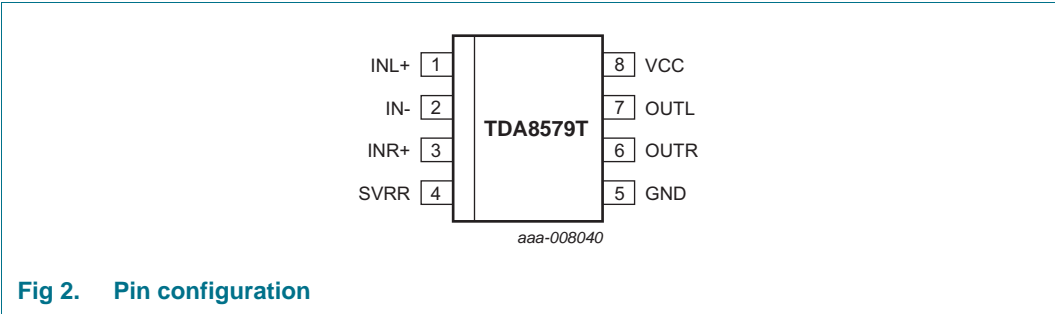 INL+ 1 8 VCC
IN- 2 7 OUTL
TDA8579T
INR+ 3 6 OUTR
SVRR 4 5 GND
aaa-008040
Fig 2. Pin configuration